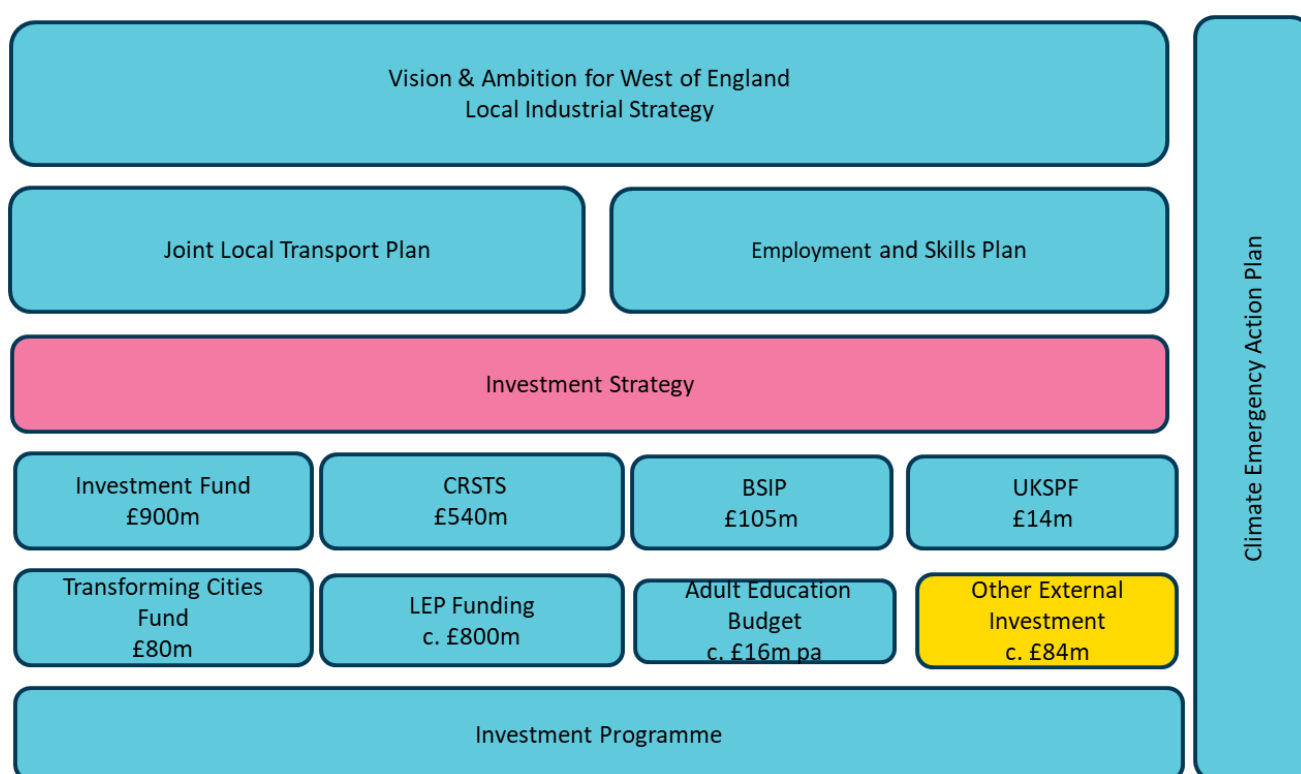 Vision & Ambition for West of England
Local Industrial Strategy
Joint Local Transport Plan
Employment and Skills Plan
Investment Strategy
Investment Fund
£900m
CRSTS
£540m
BSIP
£105m
UKSPF
£14m
Transforming Cities
Fund
£80m
LEP Funding
c. £800m
Adult Education
Budget
c. £16m pa
Other External
Investment
c. £84m
Investment Programme
Climate Emergency Action Plan